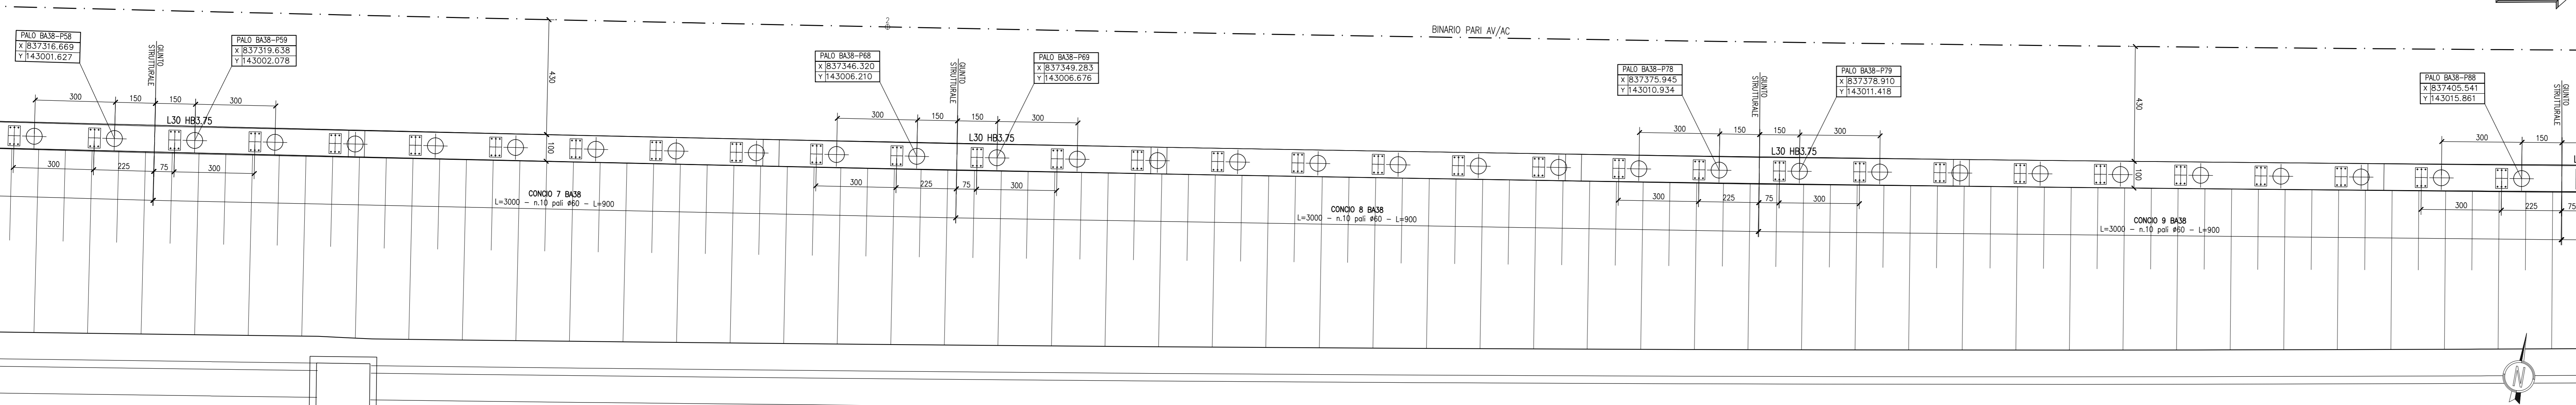 BINARIO PARI AV/AC
2
PALO BA38-P58
X 837316.669
Y 143001.627
GIUNTO
STRUTTURALE
PALO BA38-P59
X 837319.638
Y 143002.078
430
PALO BA38-P68
X 837346.320
Y 143006.210
GIUNTO
STRUTTURALE
PALO BA38-P69
X 837349.283
Y 143006.676
PALO BA38-P78
X 837375.945
Y 143010.934
GIUNTO
STRUTTURALE
PALO BA38-P79
X 837378.910
Y 143011.418
430
PALO BA38-P88
X 837405.541
Y 143015.861
GIUNTO
STRUTTURALE
300 150 150 300
300 150 150 300
300 150 150 300
300 150
L30 HB3.75
L30 HB3.75
L30 HB3.75
100
100
300 225 75 300
300 225 75 300
300 225 75 300
300 225 75
CONCIO 7 BA38
L=3000 – n.10 pali ø60 – L=900
CONCIO 8 BA38
L=3000 – n.10 pali ø60 – L=900
CONCIO 9 BA38
L=3000 – n.10 pali ø60 – L=900
N